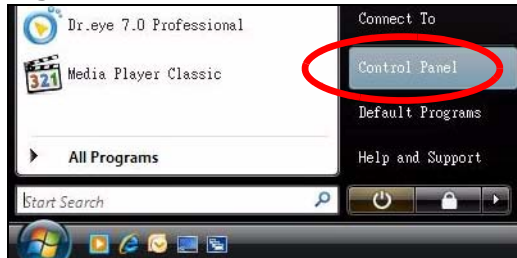 Dr.eye 7.0 Professional
321
Media Player Classic
All Programs
Start Search
Connect To
Control Panel
Default Programs
Help and Support